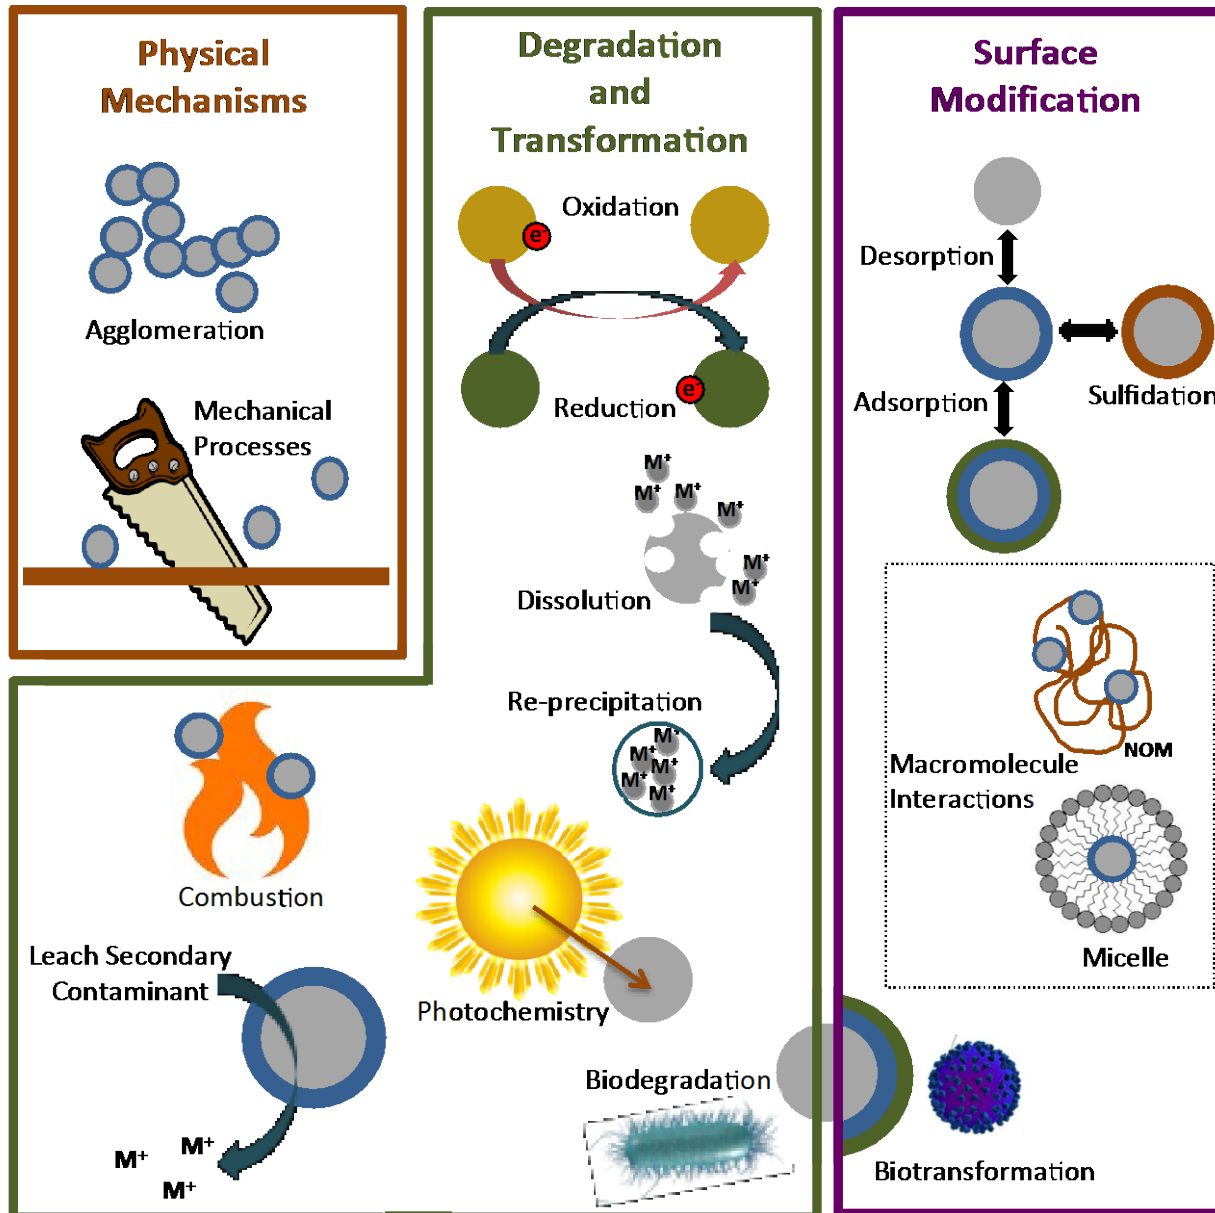 Physical
Mechanisms
Agglomeration
Mechanical
Processes
Degradation
and
Transformation
Oxidation
e-
e-
Reduction
M+
M+
M+
M+
M+
M+
Dissolution
Re-precipitation
M+
M+
M+
M+
M+
Combustion
Leach Secondary
Contaminant
M+
M+
M+
Photochemistry
Biodegradation
Surface
Modification
Desorption
Adsorption
Sulfidation
NOM
Macromolecule
Interactions
Micelle
Biotransformation